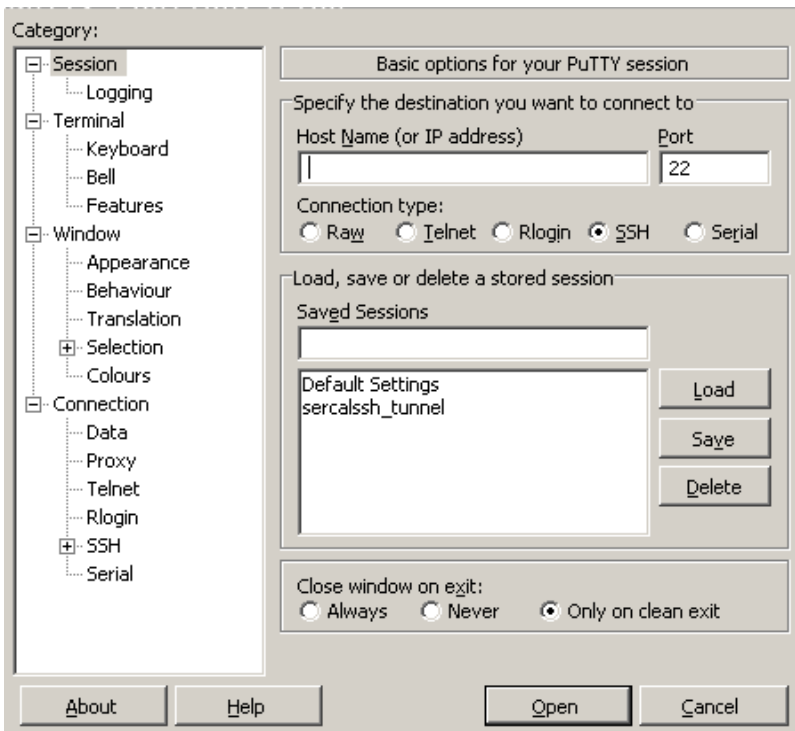 Category:
Session
Logging
Terminal
Keyboard
Bell
Features
Window
Appearance
Behaviour
Translation
Selection
Colours
Connection
Data
Proxy
Telnet
Rlogin
SSH
Serial
Basic options for your PuTTY session
Specify the destination you want to connect to
Host Name (or IP address) Port
22
Connection type:
Raw Telnet Rlogin SSH Serial
Load, save or delete a stored session
Saved Sessions
Default Settings
sercalssh_tunnel
Load
Save
Delete
Close window on exit:
Always Never Only on clean exit
About Help Open Cancel